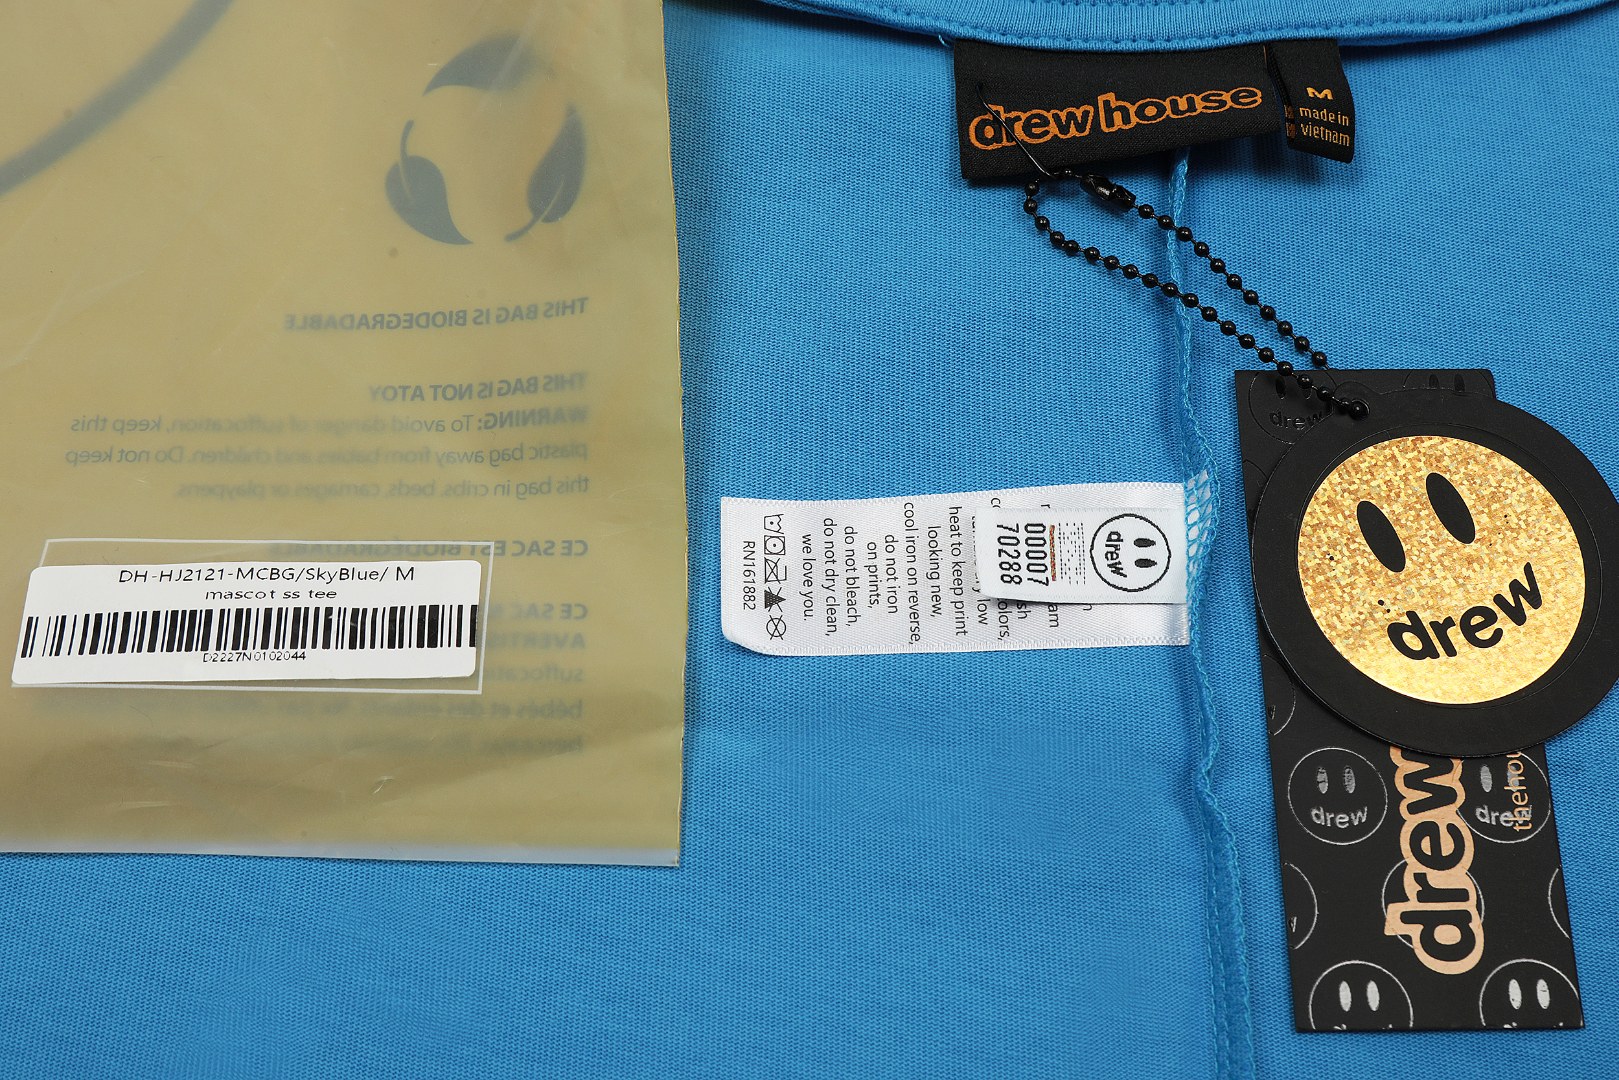 THIS BAG IS BIODEGRADABLE
THIS BAG IS NOT A TOY
WARNING: To avoid danger of suffocation, keep this
plastic bag away from babies and children. Do not keep
this bag in cribs, beds, carriages or playpens.
CE SAC EST BIODÉGRADABLE
CE SAC
DH-HJ2121-MCBG/SkyBlue/ M
mascot ss tee
D2227N0102044
drew house
M
made in
vietnam
heat to keep print
looking new,
cool iron on reverse,
do not iron
on prints,
do not bleach,
do not dry clean,
we love you.
RN161882
00007
70288
drew
drew
drew
drew
drew
drew